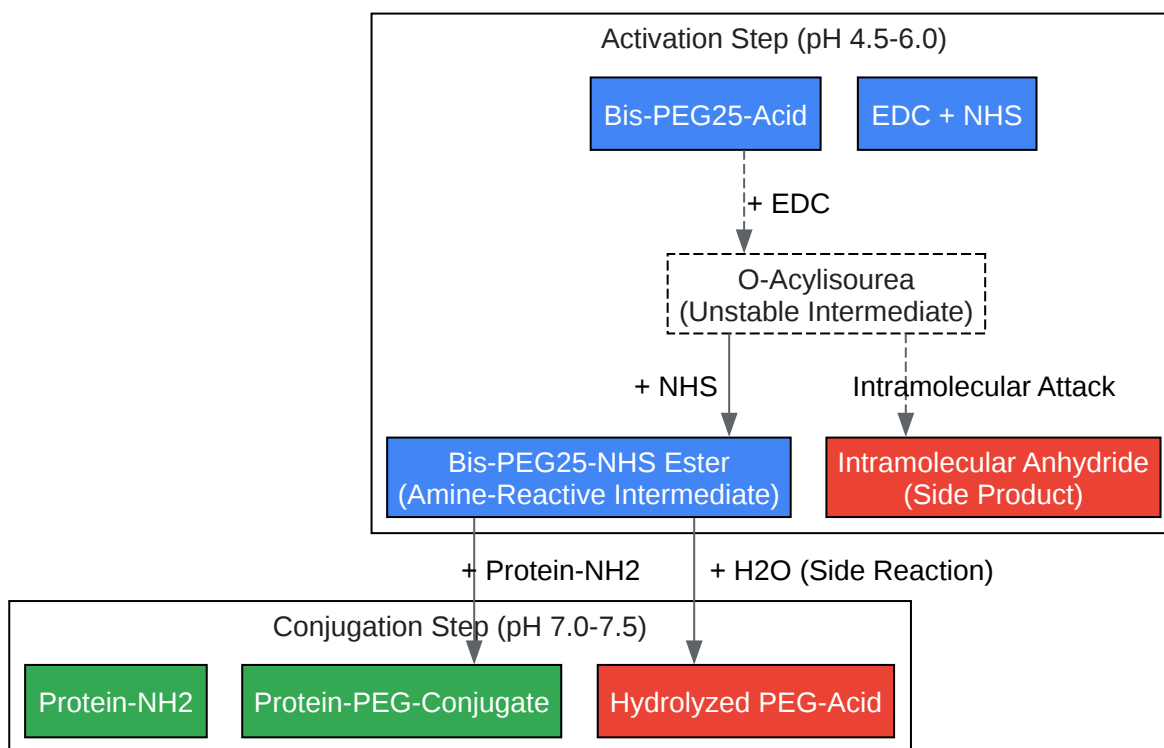 Activation Step (pH 4.5-6.0)
Bis-PEG25-Acid
EDC + NHS
+ EDC
O-Acylisourea
(Unstable Intermediate)
+ NHS
Intramolecular Attack
Bis-PEG25-NHS Ester
(Amine-Reactive Intermediate)
Intramolecular Anhydride
(Side Product)
+ Protein-NH2
+ H2O (Side Reaction)
Conjugation Step (pH 7.0-7.5)
Protein-NH2
Protein-PEG-Conjugate
Hydrolyzed PEG-Acid